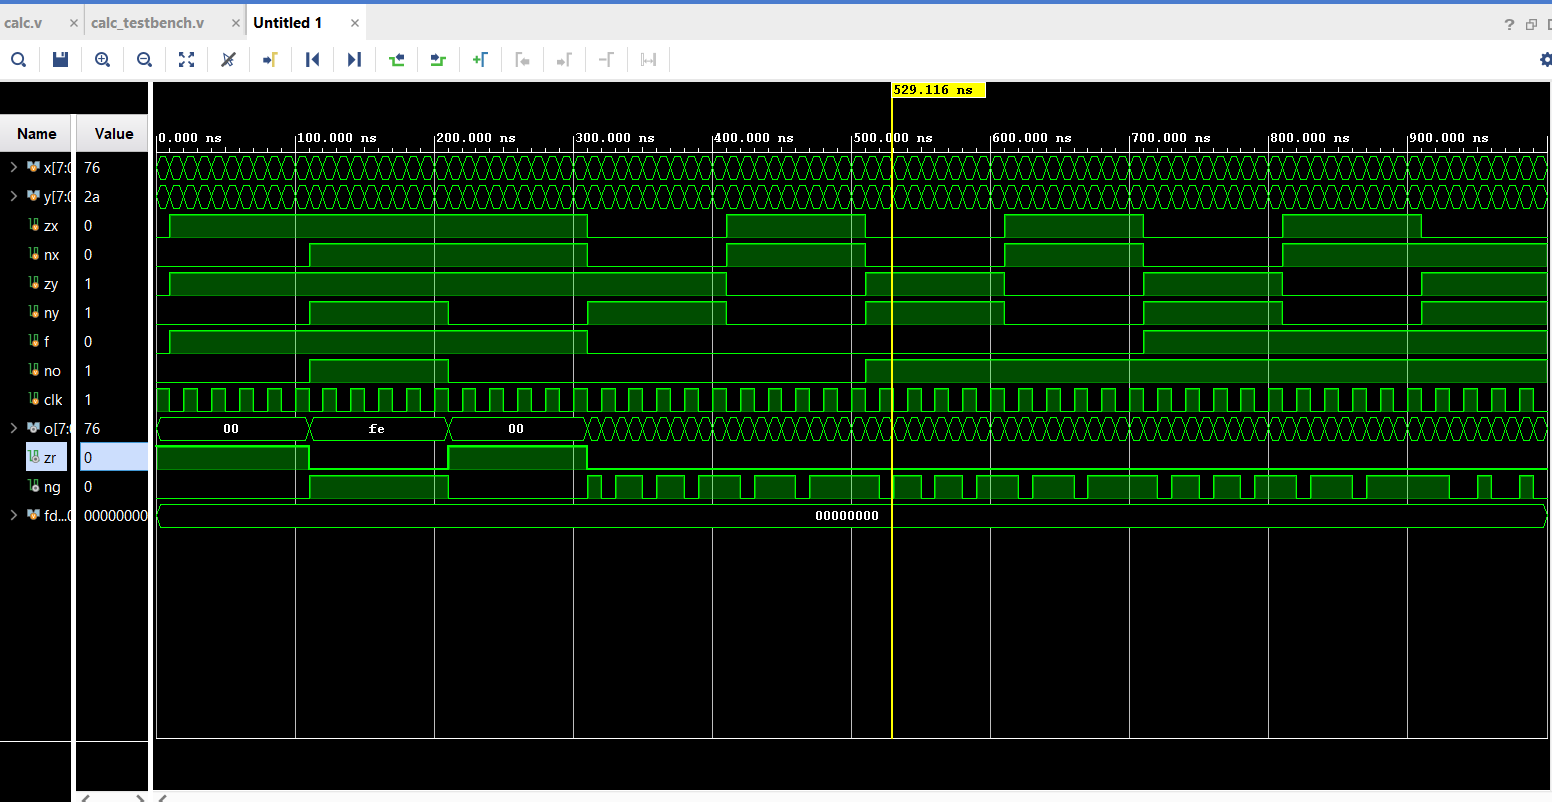 calc.v × calc_testbench.v × Untitled 1 ×
?
529.116 ns
Name Value
0.000 ns 100.000 ns 200.000 ns 300.000 ns 400.000 ns 500.000 ns 600.000 ns 700.000 ns 800.000 ns 900.000 ns
x[7:0 76
y[7:0 2a
zx 0
nx 0
zy 1
ny 1
f 0
no 1
clk 1
o[7:0 76 00 fe 00
zr 0
ng 0
fd...0 00000000 00000000